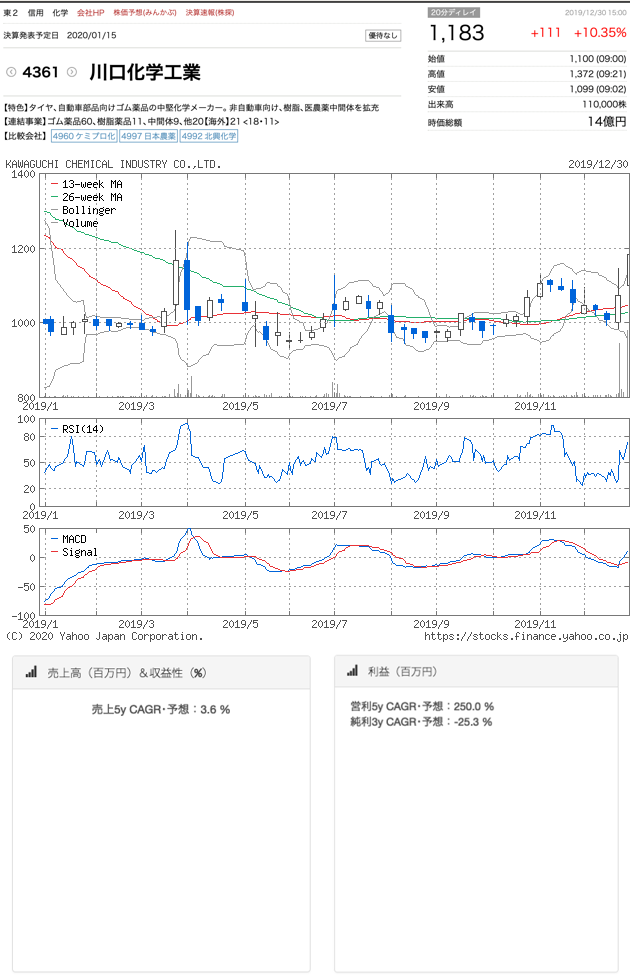 東2 信用 化学 会社HP 株価予想(みんかぶ) 決算速報(株探)
決算発表予定日 2020/01/15 優待なし
4361 川口化学工業
【特色】タイヤ、自動車部品向けゴム薬品の中堅化学メーカー。非自動車向け、樹脂、医農薬中間体を拡充
【連結事業】ゴム薬品60、樹脂薬品11、中間体9、他20【海外】21 <18・11>
【比較会社】 4960 ケミプロ化 4997 日本農薬 4992 北興化学
20分ディレイ 2019/12/30 15:00
1,183 +111 +10.35%
始値 1,100 (09:00)
高値 1,372 (09:21)
安値 1,099 (09:02)
出来高 110,000株
時価総額 14億円
KAWAGUCHI CHEMICAL INDUSTRY CO.,LTD. 2019/12/30
1400
13-week MA
26-week MA
Bollinger
Volume
1200
1000
800
2019/1 2019/3 2019/5 2019/7 2019/9 2019/11
100
RSI(14)
80
50
20
0
2019/1 2019/3 2019/5 2019/7 2019/9 2019/11
50
MACD
Signal
0
-50
-100
2019/1 2019/3 2019/5 2019/7 2019/9 2019/11
(C) 2020 Yahoo Japan Corporation. https://stocks.finance.yahoo.co.jp
売上高（百万円）＆収益性（%）
売上5y CAGR・予想：3.6 %
利益（百万円）
営利5y CAGR・予想：250.0 %
純利3y CAGR・予想：-25.3 %